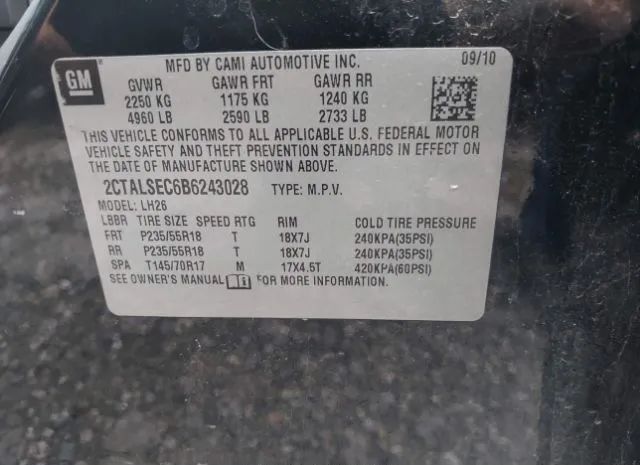 GM
MFD BY CAMI AUTOMOTIVE INC. 09/10
GVWR GAWR FRT GAWR RR
2250 KG 1175 KG 1240 KG
4960 LB 2590 LB 2733 LB
THIS VEHICLE CONFORMS TO ALL APPLICABLE U.S. FEDERAL MOTOR
VEHICLE SAFETY AND THEFT PREVENTION STANDARDS IN EFFECT ON
THE DATE OF MANUFACTURE SHOWN ABOVE.
2CTALSEC6B6243028 TYPE: M.P.V.
MODEL: LH26
LBBR TIRE SIZE SPEED RTG RIM COLD TIRE PRESSURE
FRT P235/55R18 T 18X7J 240KPA(35PSI)
RR P235/55R18 T 18X7J 240KPA(35PSI)
SPA T145/70R17 M 17X4.5T 420KPA(60PSI)
SEE OWNER'S MANUAL FOR MORE INFORMATION.